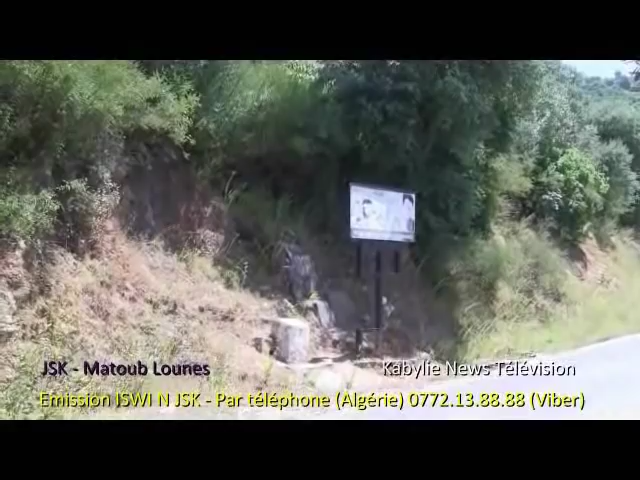 JSK - Matoub Lounes
Kabylie News Télévision
Emission ISWI N JSK - Par téléphone (Algérie) 0772.13.88.88 (Viber)